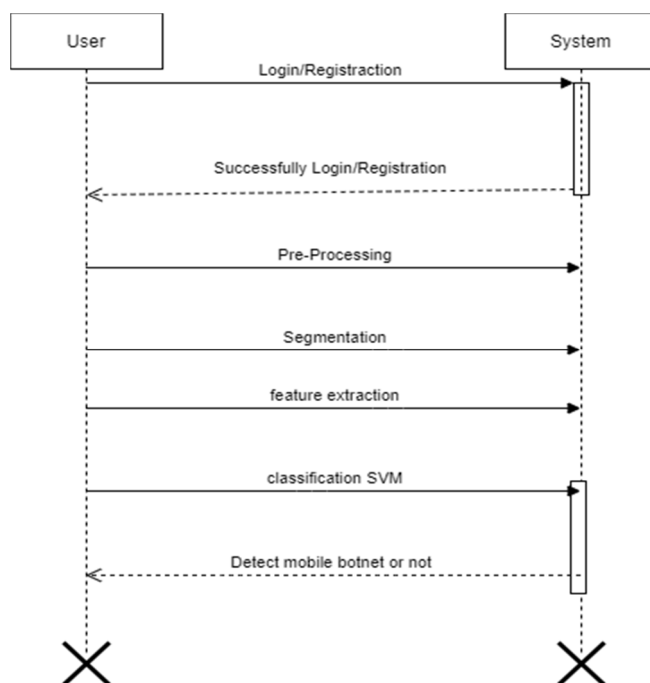 User
System
Login/Registraction
Successfully Login/Registration
Pre-Processing
Segmentation
feature extraction
classification SVM
Detect mobile botnet or not